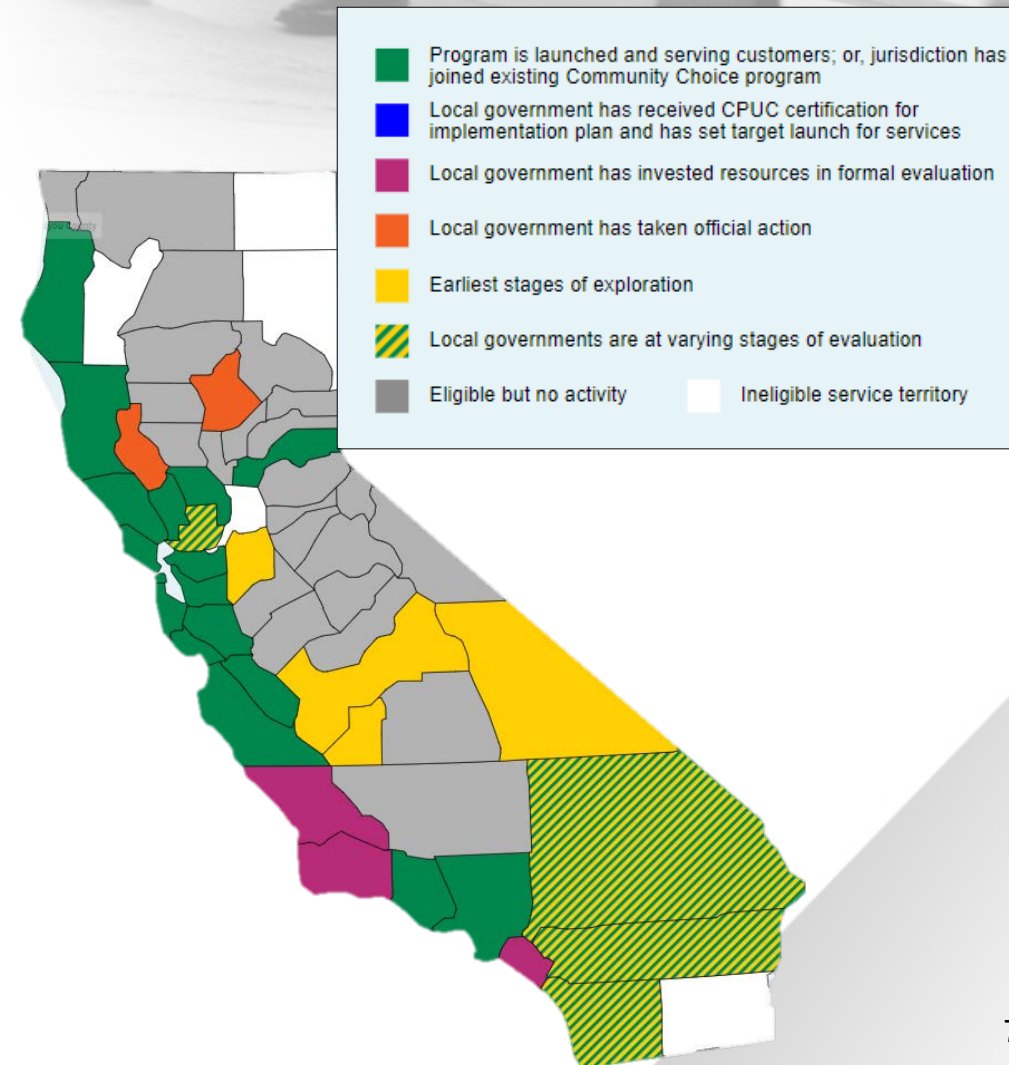 Program is launched and serving customers; or, jurisdiction has
joined existing Community Choice program
Local government has received CPUC certification for
implementation plan and has set target launch for services
Local government has invested resources in formal evaluation
Local government has taken official action
Earliest stages of exploration
Local governments are at varying stages of evaluation
Eligible but no activity
Ineligible service territory
you County